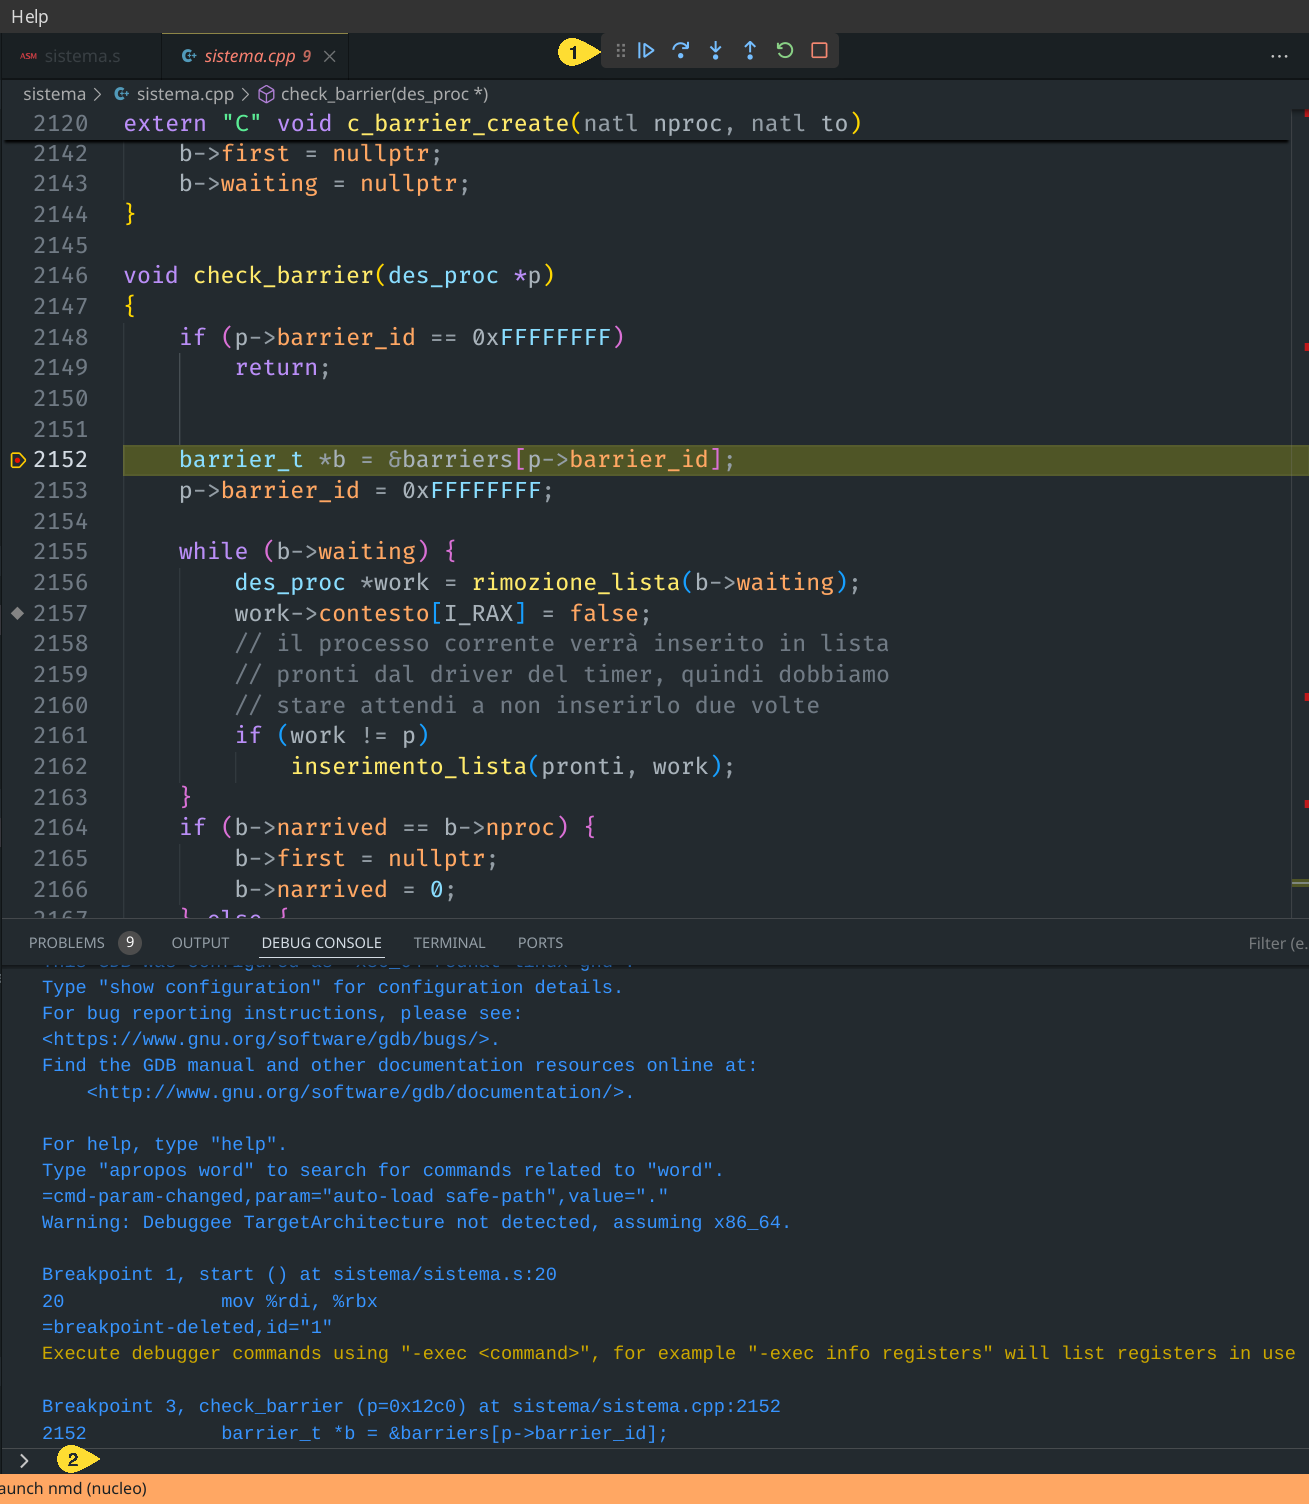 Help
ASM sistema.s
sistema.cpp 9
1
sistema > sistema.cpp > check_barrier(des_proc *)
2120 extern "C" void c_barrier_create(natl nproc, natl to)
2142     b->first = nullptr;
2143     b->waiting = nullptr;
2144 }
2145
2146 void check_barrier(des_proc *p)
2147 {
2148     if (p->barrier_id == 0xFFFFFFFF)
2149         return;
2150
2151
2152     barrier_t *b = &barriers[p->barrier_id];
2153     p->barrier_id = 0xFFFFFFFF;
2154
2155     while (b->waiting) {
2156         des_proc *work = rimozione_lista(b->waiting);
2157         work->contesto[I_RAX] = false;
2158         // il processo corrente verrà inserito in lista
2159         // pronti dal driver del timer, quindi dobbiamo
2160         // stare attendi a non inserirlo due volte
2161         if (work != p)
2162             inserimento_lista(pronti, work);
2163     }
2164     if (b->narrived == b->nproc) {
2165         b->first = nullptr;
2166         b->narrived = 0;
2167     } else {
PROBLEMS 9 OUTPUT DEBUG CONSOLE TERMINAL PORTS Filter (e.
Type "show configuration" for configuration details.
For bug reporting instructions, please see:
<https://www.gnu.org/software/gdb/bugs/>.
Find the GDB manual and other documentation resources online at:
    <http://www.gnu.org/software/gdb/documentation/>.
For help, type "help".
Type "apropos word" to search for commands related to "word".
=cmd-param-changed,param="auto-load safe-path",value="."
Warning: Debuggee TargetArchitecture not detected, assuming x86_64.
Breakpoint 1, start () at sistema/sistema.s:20
20              mov %rdi, %rbx
=breakpoint-deleted,id="1"
Execute debugger commands using "-exec <command>", for example "-exec info registers" will list registers in use
Breakpoint 3, check_barrier (p=0x12c0) at sistema/sistema.cpp:2152
2152            barrier_t *b = &barriers[p->barrier_id];
2
aunch nmd (nucleo)